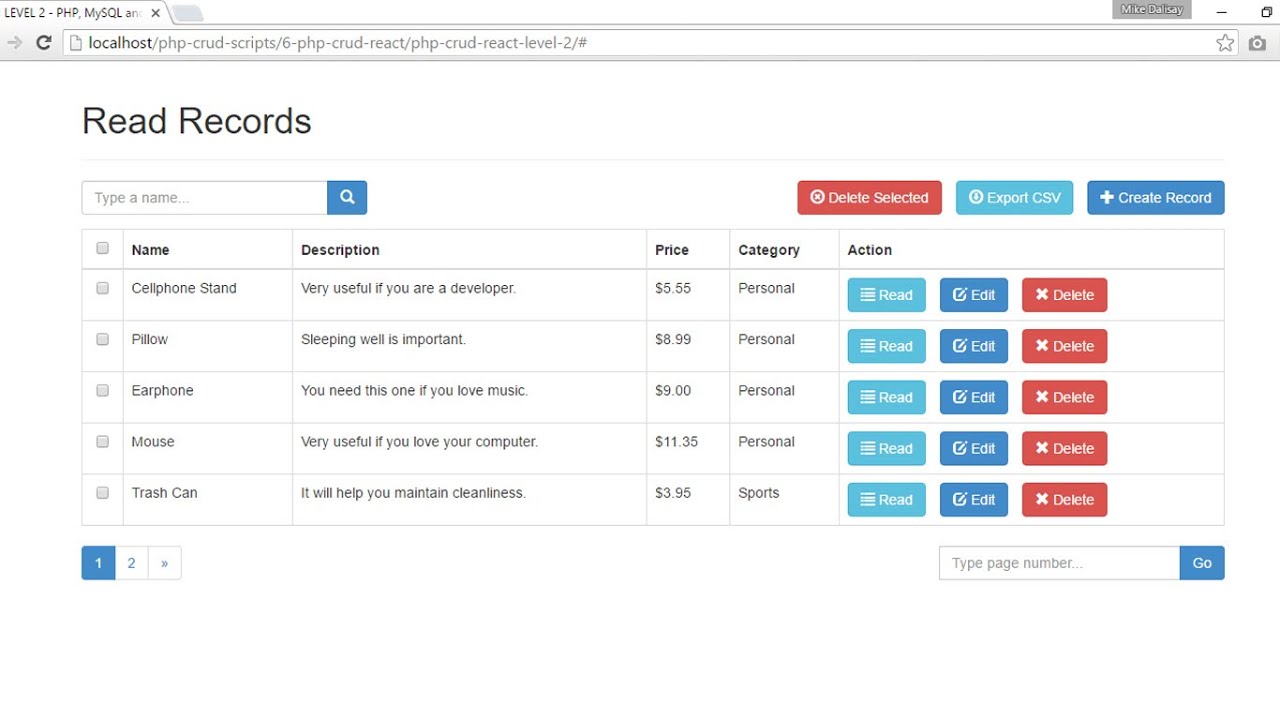 LEVEL 2 - PHP, MySQL an
Mike Dalisay
localhost/php-crud-scripts/6-php-crud-react/php-crud-react-level-2/#
Read Records
Type a name... Delete Selected Export CSV Create Record
Name Description Price Category Action
Cellphone Stand Very useful if you are a developer. $5.55 Personal Read Edit Delete
Pillow Sleeping well is important. $8.99 Personal Read Edit Delete
Earphone You need this one if you love music. $9.00 Personal Read Edit Delete
Mouse Very useful if you love your computer. $11.35 Personal Read Edit Delete
Trash Can It will help you maintain cleanliness. $3.95 Sports Read Edit Delete
1 2 » Type page number... Go